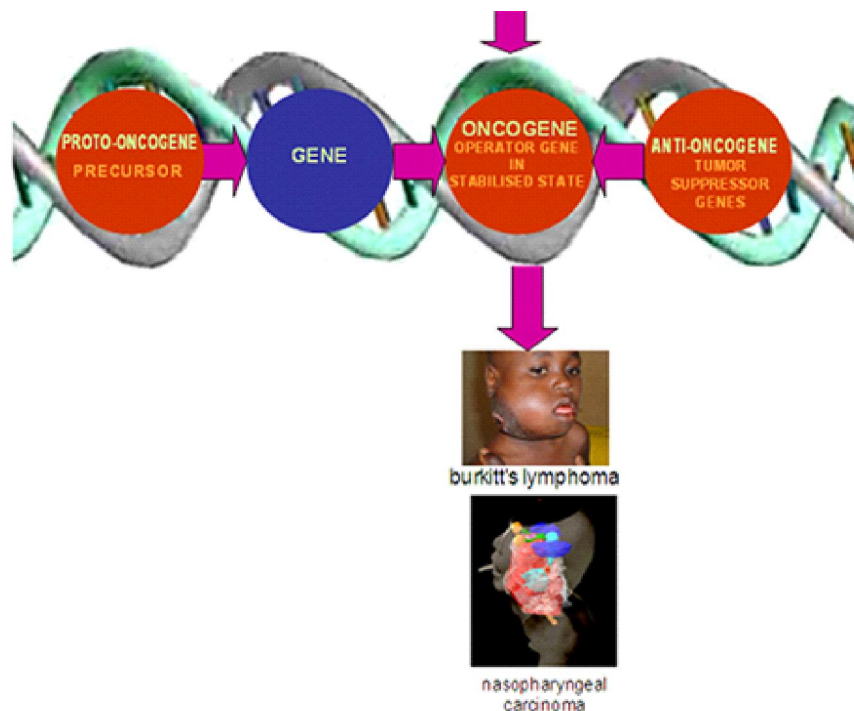 PROTO-ONCOGENE
PRECURSOR
GENE
ONCOGENE
OPERATOR GENE
IN
STABILISED STATE
ANTI-ONCOGENE
TUMOR
SUPPRESSOR
GENES
burkitt's lymphoma
nasopharyngeal
carcinoma